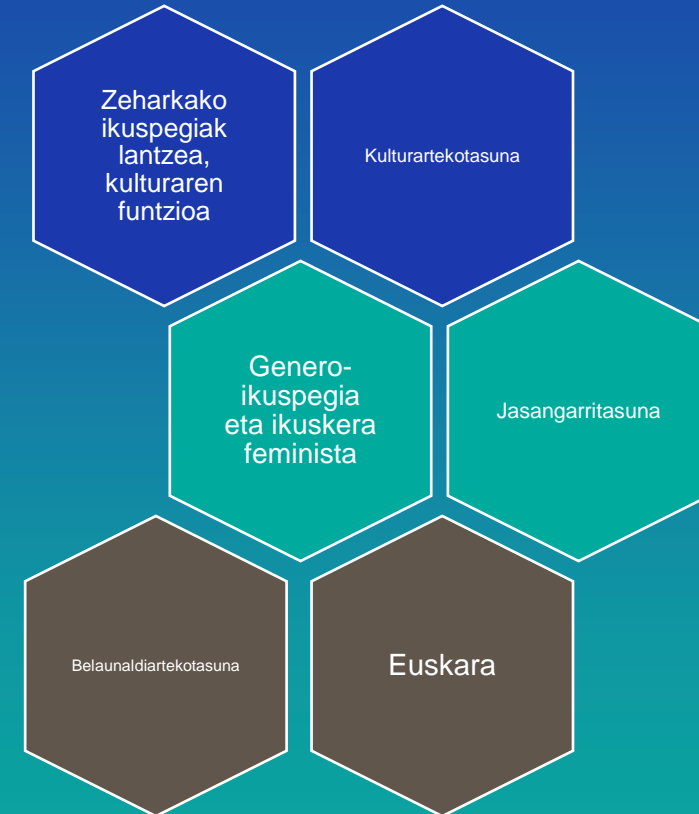 Zeharkako
ikuspegiak
lantzea,
kulturaren
funtzioa
Kulturartekotasuna
Genero-
ikuspegia
eta ikuskera
feminista
Jasangarritasuna
Belaunaldiartekotasuna
Euskara